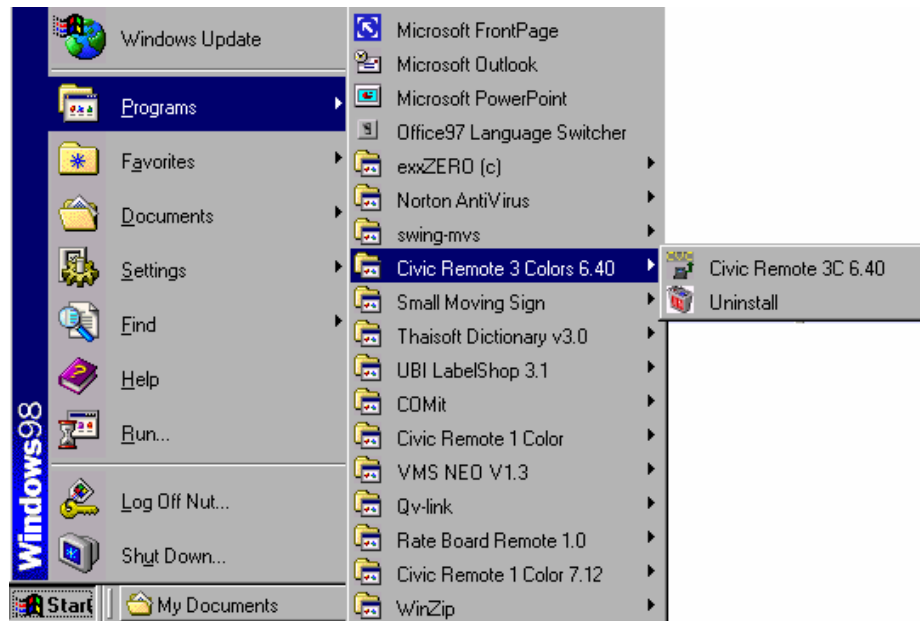 Windows Update
Programs
Favorites
Documents
Settings
Find
Help
Run...
Log Off Nut...
Shut Down...
Windows98
Start
My Documents
Microsoft FrontPage
Microsoft Outlook
Microsoft PowerPoint
Office97 Language Switcher
exxZERO (c)
Norton AntiVirus
swing-mvs
Civic Remote 3 Colors 6.40
Small Moving Sign
Thaisoft Dictionary v3.0
UBI LabelShop 3.1
COMit
Civic Remote 1 Color
VMS NEO V1.3
Qv-link
Rate Board Remote 1.0
Civic Remote 1 Color 7.12
WinZip
Civic Remote 3C 6.40
Uninstall